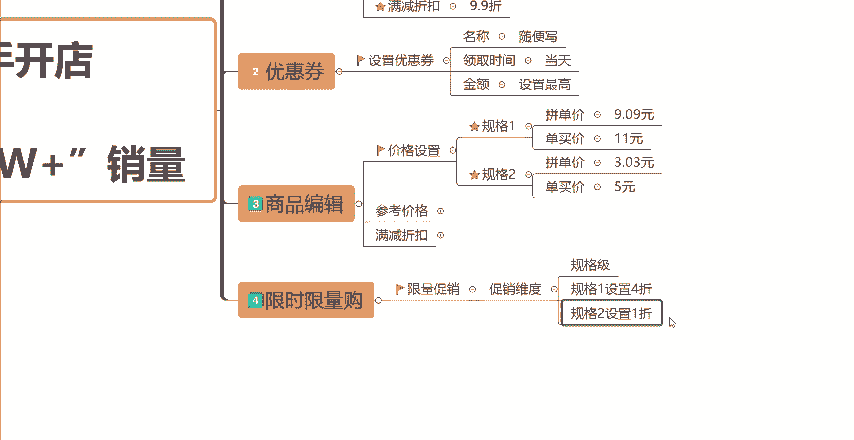 手开店
W+”销量
满减折扣 9.9折
2 优惠券
设置优惠券
名称 随便写
领取时间 当天
金额 设置最高
3 商品编辑
价格设置
规格1
拼单价 9.09元
单买价 11元
规格2
拼单价 3.03元
单买价 5元
参考价格
满减折扣
4 限时限量购
限量促销
促销维度
规格级
规格1设置4折
规格2设置1折